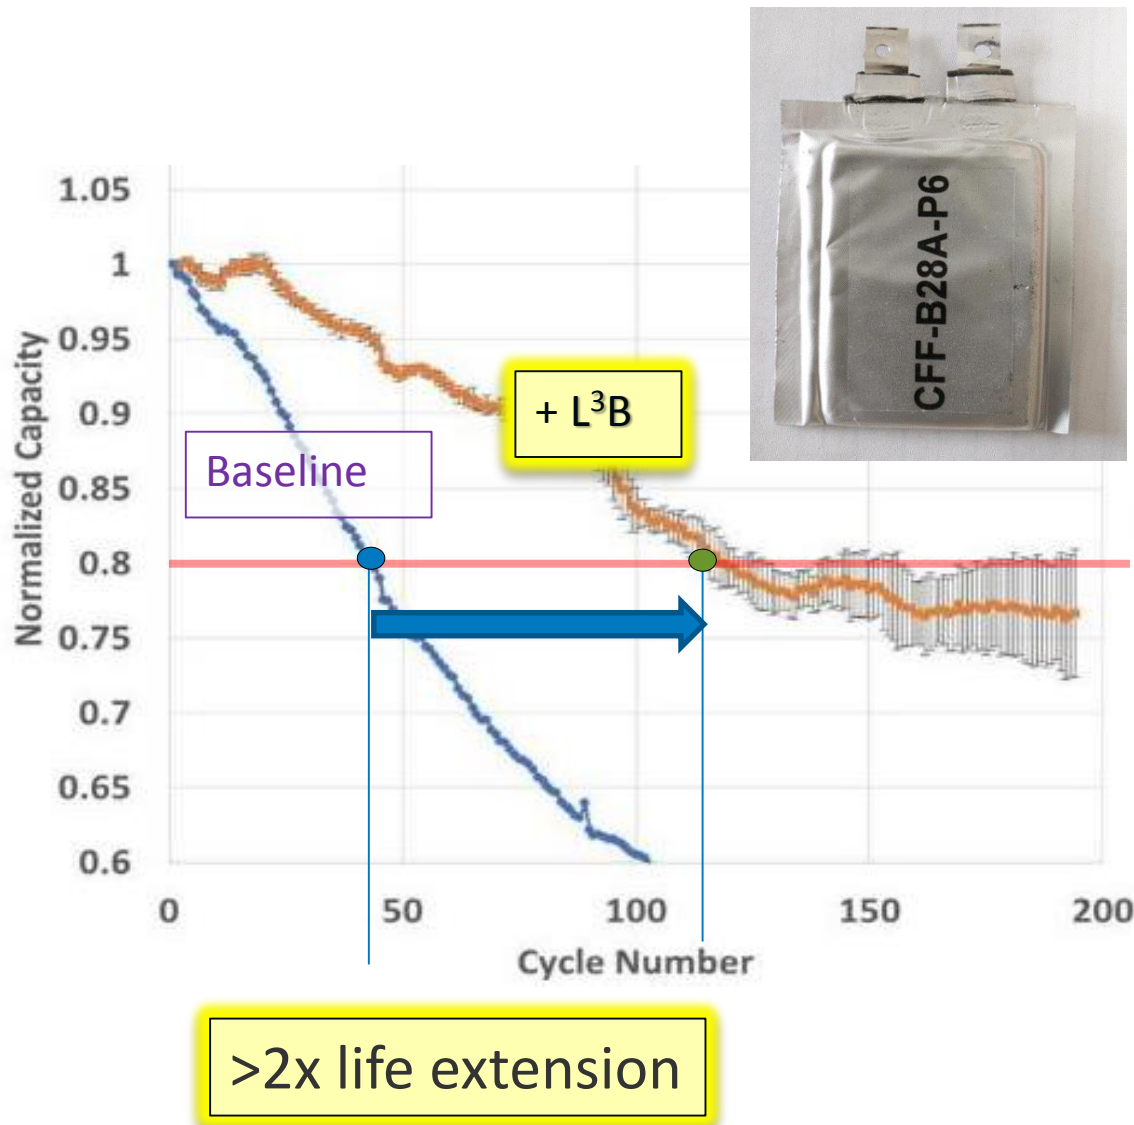 CFF-B28A-P6
1.05
1
0.95
0.9
0.85
0.8
0.75
0.7
0.65
0.6
Normalized Capacity
+ L³B
Baseline
0
50
100
150
200
Cycle Number
>2x life extension